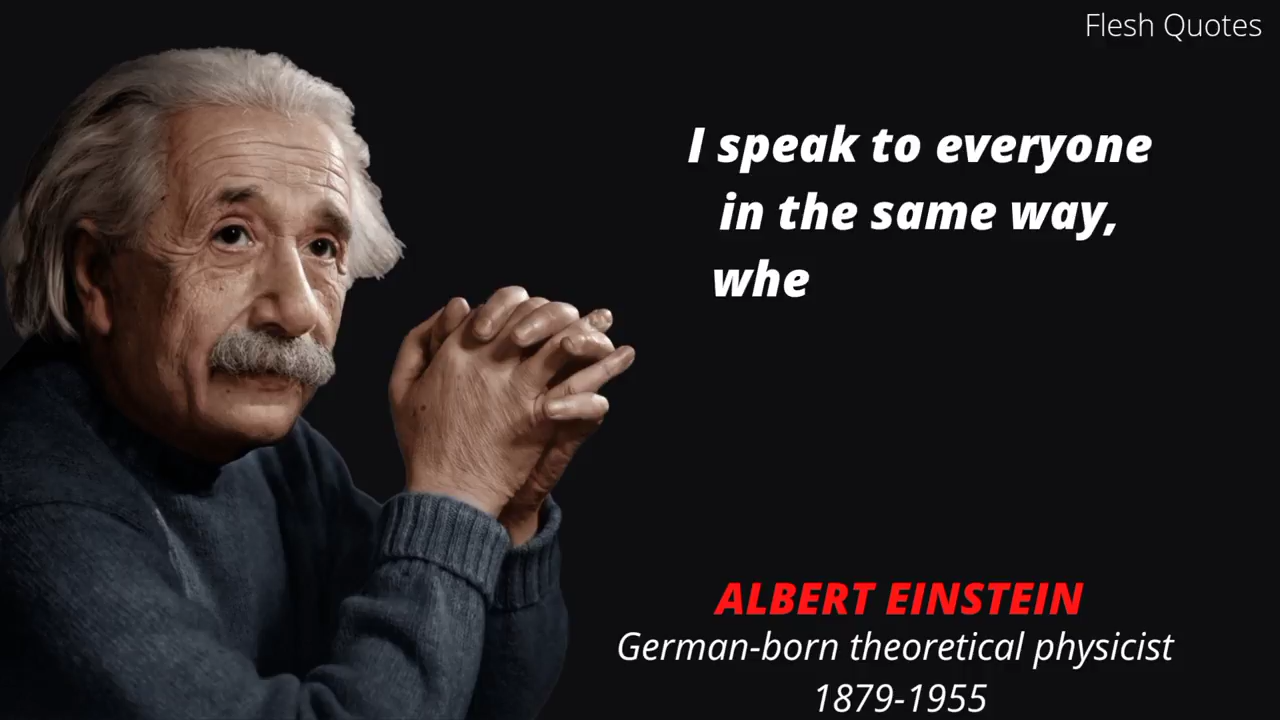 Flesh Quotes
I speak to everyone
in the same way,
whe
ALBERT EINSTEIN
German-born theoretical physicist
1879-1955